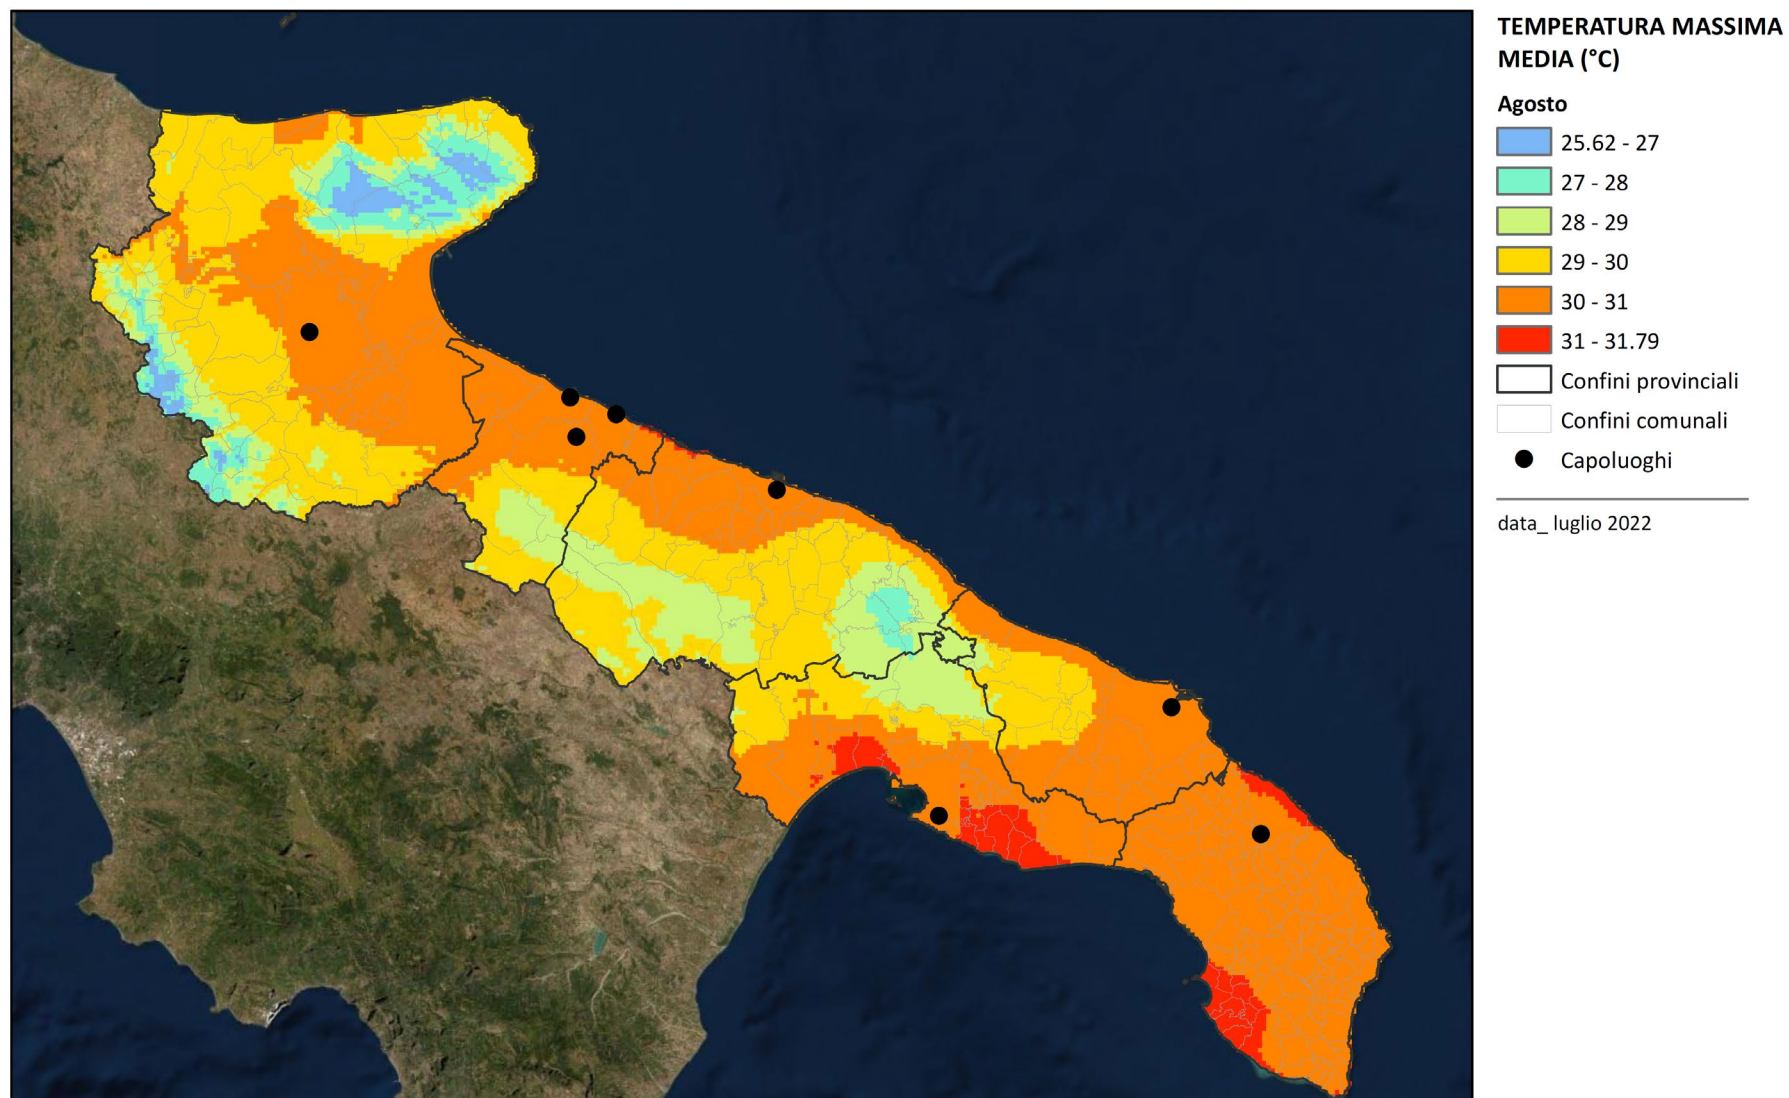 TEMPERATURA MASSIMA
MEDIA (°C)
Agosto
25.62 - 27
27 - 28
28 - 29
29 - 30
30 - 31
31 - 31.79
Confini provinciali
Confini comunali
Capoluoghi
data_ luglio 2022